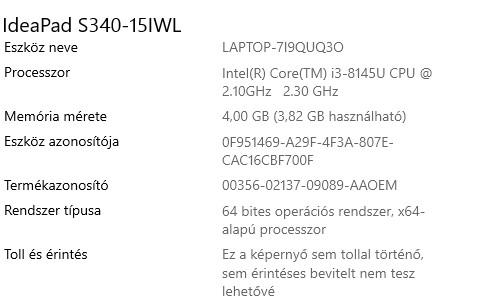 IdeaPad S340-15IWL
Eszköz neve LAPTOP-7I9QUQ3O
Processzor Intel(R) Core(TM) i3-8145U CPU @
2.10GHz 2.30 GHz
Memória mérete 4,00 GB (3,82 GB használható)
Eszköz azonosítója 0F951469-A29F-4F3A-807E-
CAC16CBF700F
Termékazonosító 00356-02137-09089-AAOEM
Rendszer típusa 64 bites operációs rendszer, x64-
alapú processzor
Toll és érintés Ez a képernyő sem tollal történő,
sem érintéses bevitelt nem tesz
lehetővé